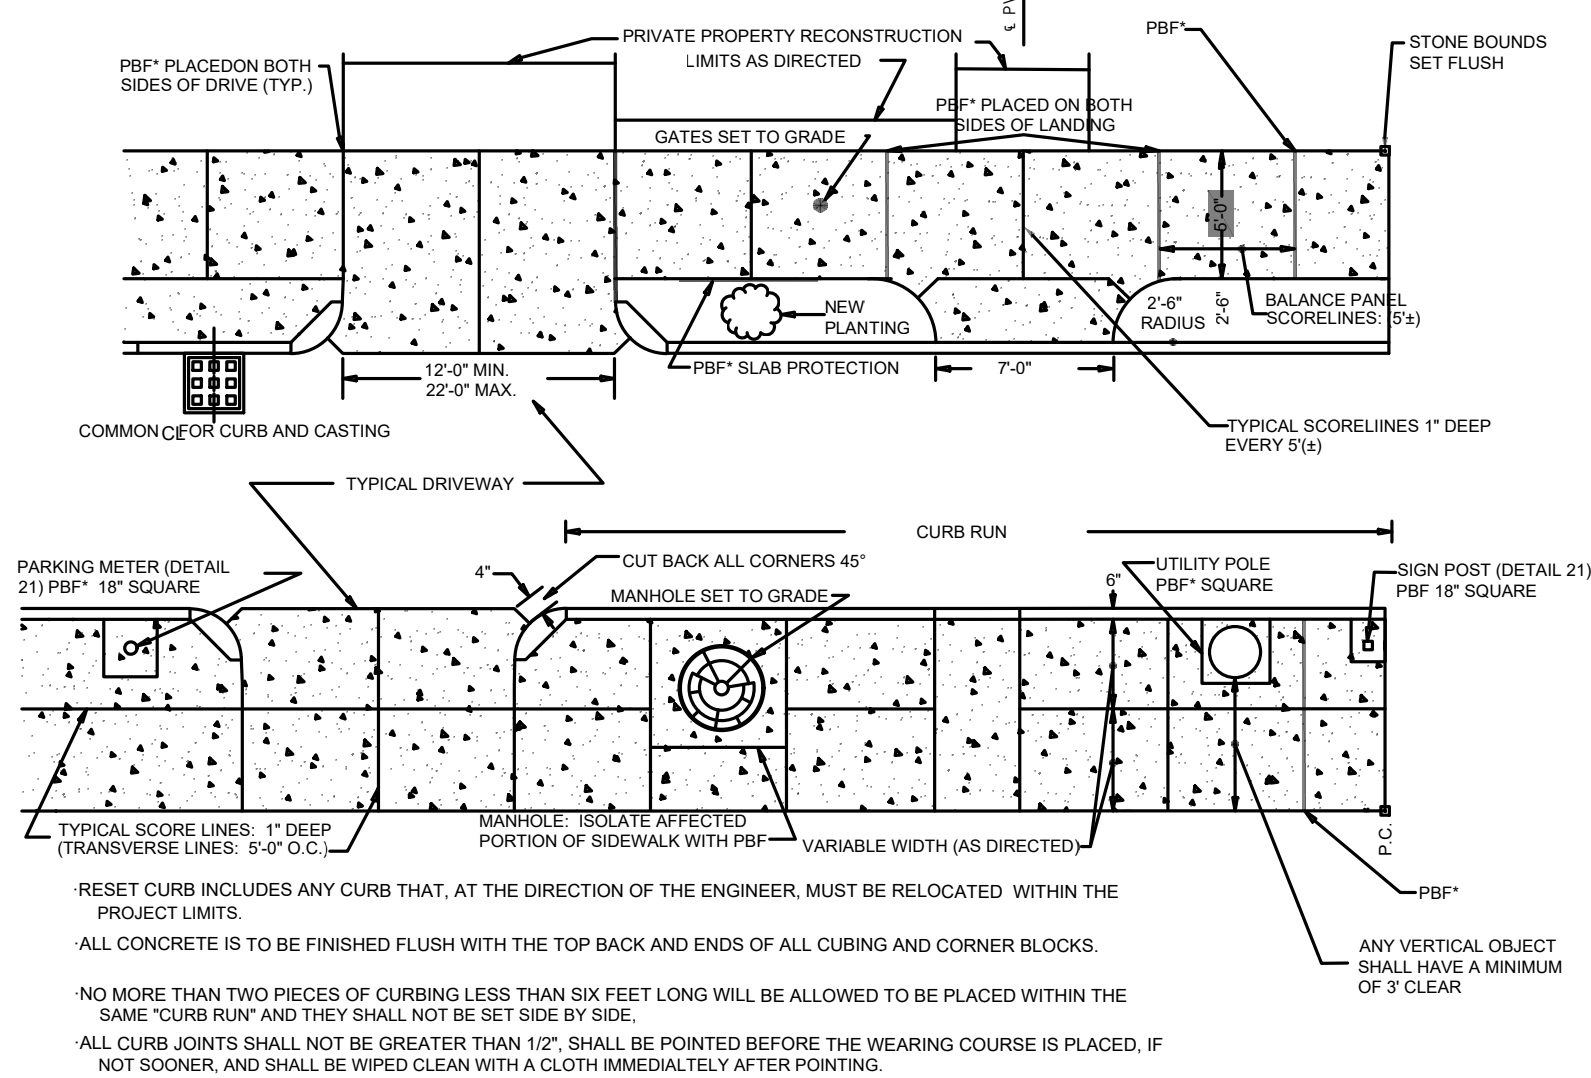 ℄ PV
PRIVATE PROPERTY RECONSTRUCTION
LIMITS AS DIRECTED
PBF*
STONE BOUNDS
SET FLUSH
PBF* PLACEDON BOTH
SIDES OF DRIVE (TYP.)
PBF* PLACED ON BOTH
SIDES OF LANDING
GATES SET TO GRADE
5'-0"
NEW
PLANTING
2'-6"
RADIUS
2'-6"
BALANCE PANEL
SCORELINES: (5'±)
12'-0" MIN.
22'-0" MAX.
PBF* SLAB PROTECTION
7'-0"
COMMON CL FOR CURB AND CASTING
TYPICAL SCORELIINES 1" DEEP
EVERY 5'(±)
TYPICAL DRIVEWAY
CURB RUN
PARKING METER (DETAIL
21) PBF* 18" SQUARE
4"
CUT BACK ALL CORNERS 45°
MANHOLE SET TO GRADE
6"
UTILITY POLE
PBF* SQUARE
SIGN POST (DETAIL 21)
PBF 18" SQUARE
TYPICAL SCORE LINES: 1" DEEP
(TRANSVERSE LINES: 5'-0" O.C.)
MANHOLE: ISOLATE AFFECTED
PORTION OF SIDEWALK WITH PBF
VARIABLE WIDTH (AS DIRECTED)
P.C.
PBF*
ANY VERTICAL OBJECT
SHALL HAVE A MINIMUM
OF 3' CLEAR
·RESET CURB INCLUDES ANY CURB THAT, AT THE DIRECTION OF THE ENGINEER, MUST BE RELOCATED WITHIN THE
PROJECT LIMITS.
·ALL CONCRETE IS TO BE FINISHED FLUSH WITH THE TOP BACK AND ENDS OF ALL CUBING AND CORNER BLOCKS.
·NO MORE THAN TWO PIECES OF CURBING LESS THAN SIX FEET LONG WILL BE ALLOWED TO BE PLACED WITHIN THE
SAME "CURB RUN" AND THEY SHALL NOT BE SET SIDE BY SIDE,
·ALL CURB JOINTS SHALL NOT BE GREATER THAN 1/2", SHALL BE POINTED BEFORE THE WEARING COURSE IS PLACED, IF
NOT SOONER, AND SHALL BE WIPED CLEAN WITH A CLOTH IMMEDIALTELY AFTER POINTING.